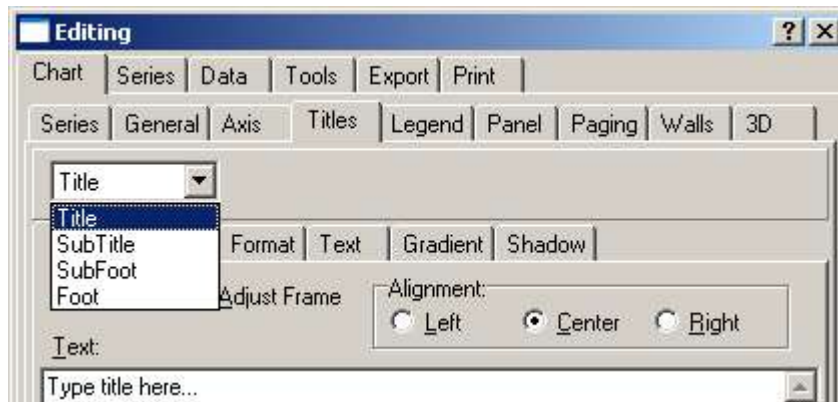 Editing
Chart Series Data Tools Export Print
Series General Axis Titles Legend Panel Paging Walls 3D
Title
Title
SubTitle
SubFoot
Foot
Format Text Gradient Shadow
Adjust Frame
Alignment:
Left Center Right
Text:
Type title here...